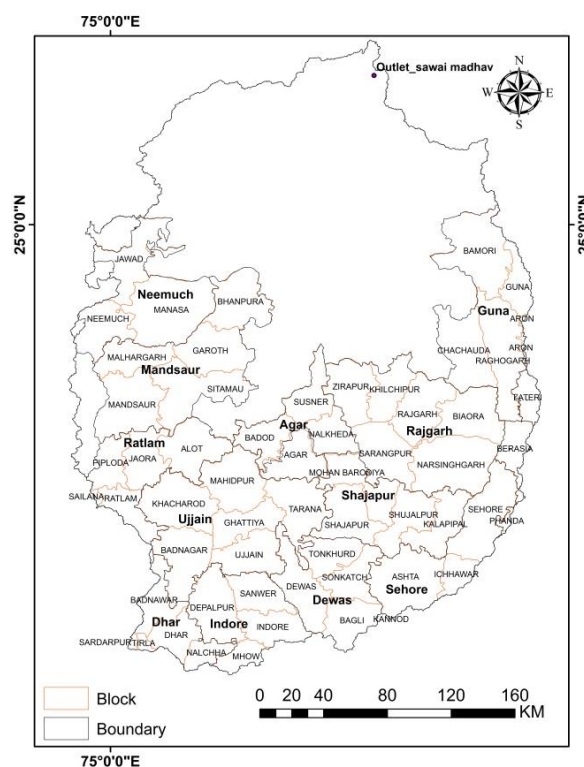 75°0'0"E
Outlet_sawai madhav
N
W E
S
25°0'0"N
25°0'0"N
BAMORI
JAWAD
GUNA
Neemuch
BHANPURA
MANASA
Guna
NEEMUCH
ARON
GAROTH
CHACHAUDA
ARON
MALHARGARH
RAGHOGARH
Mandsaur
ZIRAPUR
KHILCHIPUR
SITAMAU
MANDSAUR
SUSNER
RAJGARH
BIAORA
Agar
Rajgarh
Ratlam
ALOT
BADOD
NALKHEDA
BERASIA
JAORA
AGAR
SARANGPUR
PIPLODA
MOHAN BARODIYA
NARSINGHGARH
MAHIDPUR
SAILANA
RATLAM
Shajapur
KHACHAROD
TARANA
SHUJALPUR
SEHORE
Ujjain
GHATTIYA
SHAJAPUR
KALAPIPAL
PHANDA
BADNAGAR
UJJAIN
TONKHURD
SONKATCH
ASHTA
ICHHAWAR
DEWAS
SANWER
Sehore
BADNAWAR
DEPALPUR
Dewas
Dhar
Indore
INDORE
BAGLI
KANNOD
DHAR
SARDARPUR
TIRLA
NALCHHA
MHOW
Block
Boundary
0 20 40 80 120 160
KM
75°0'0"E